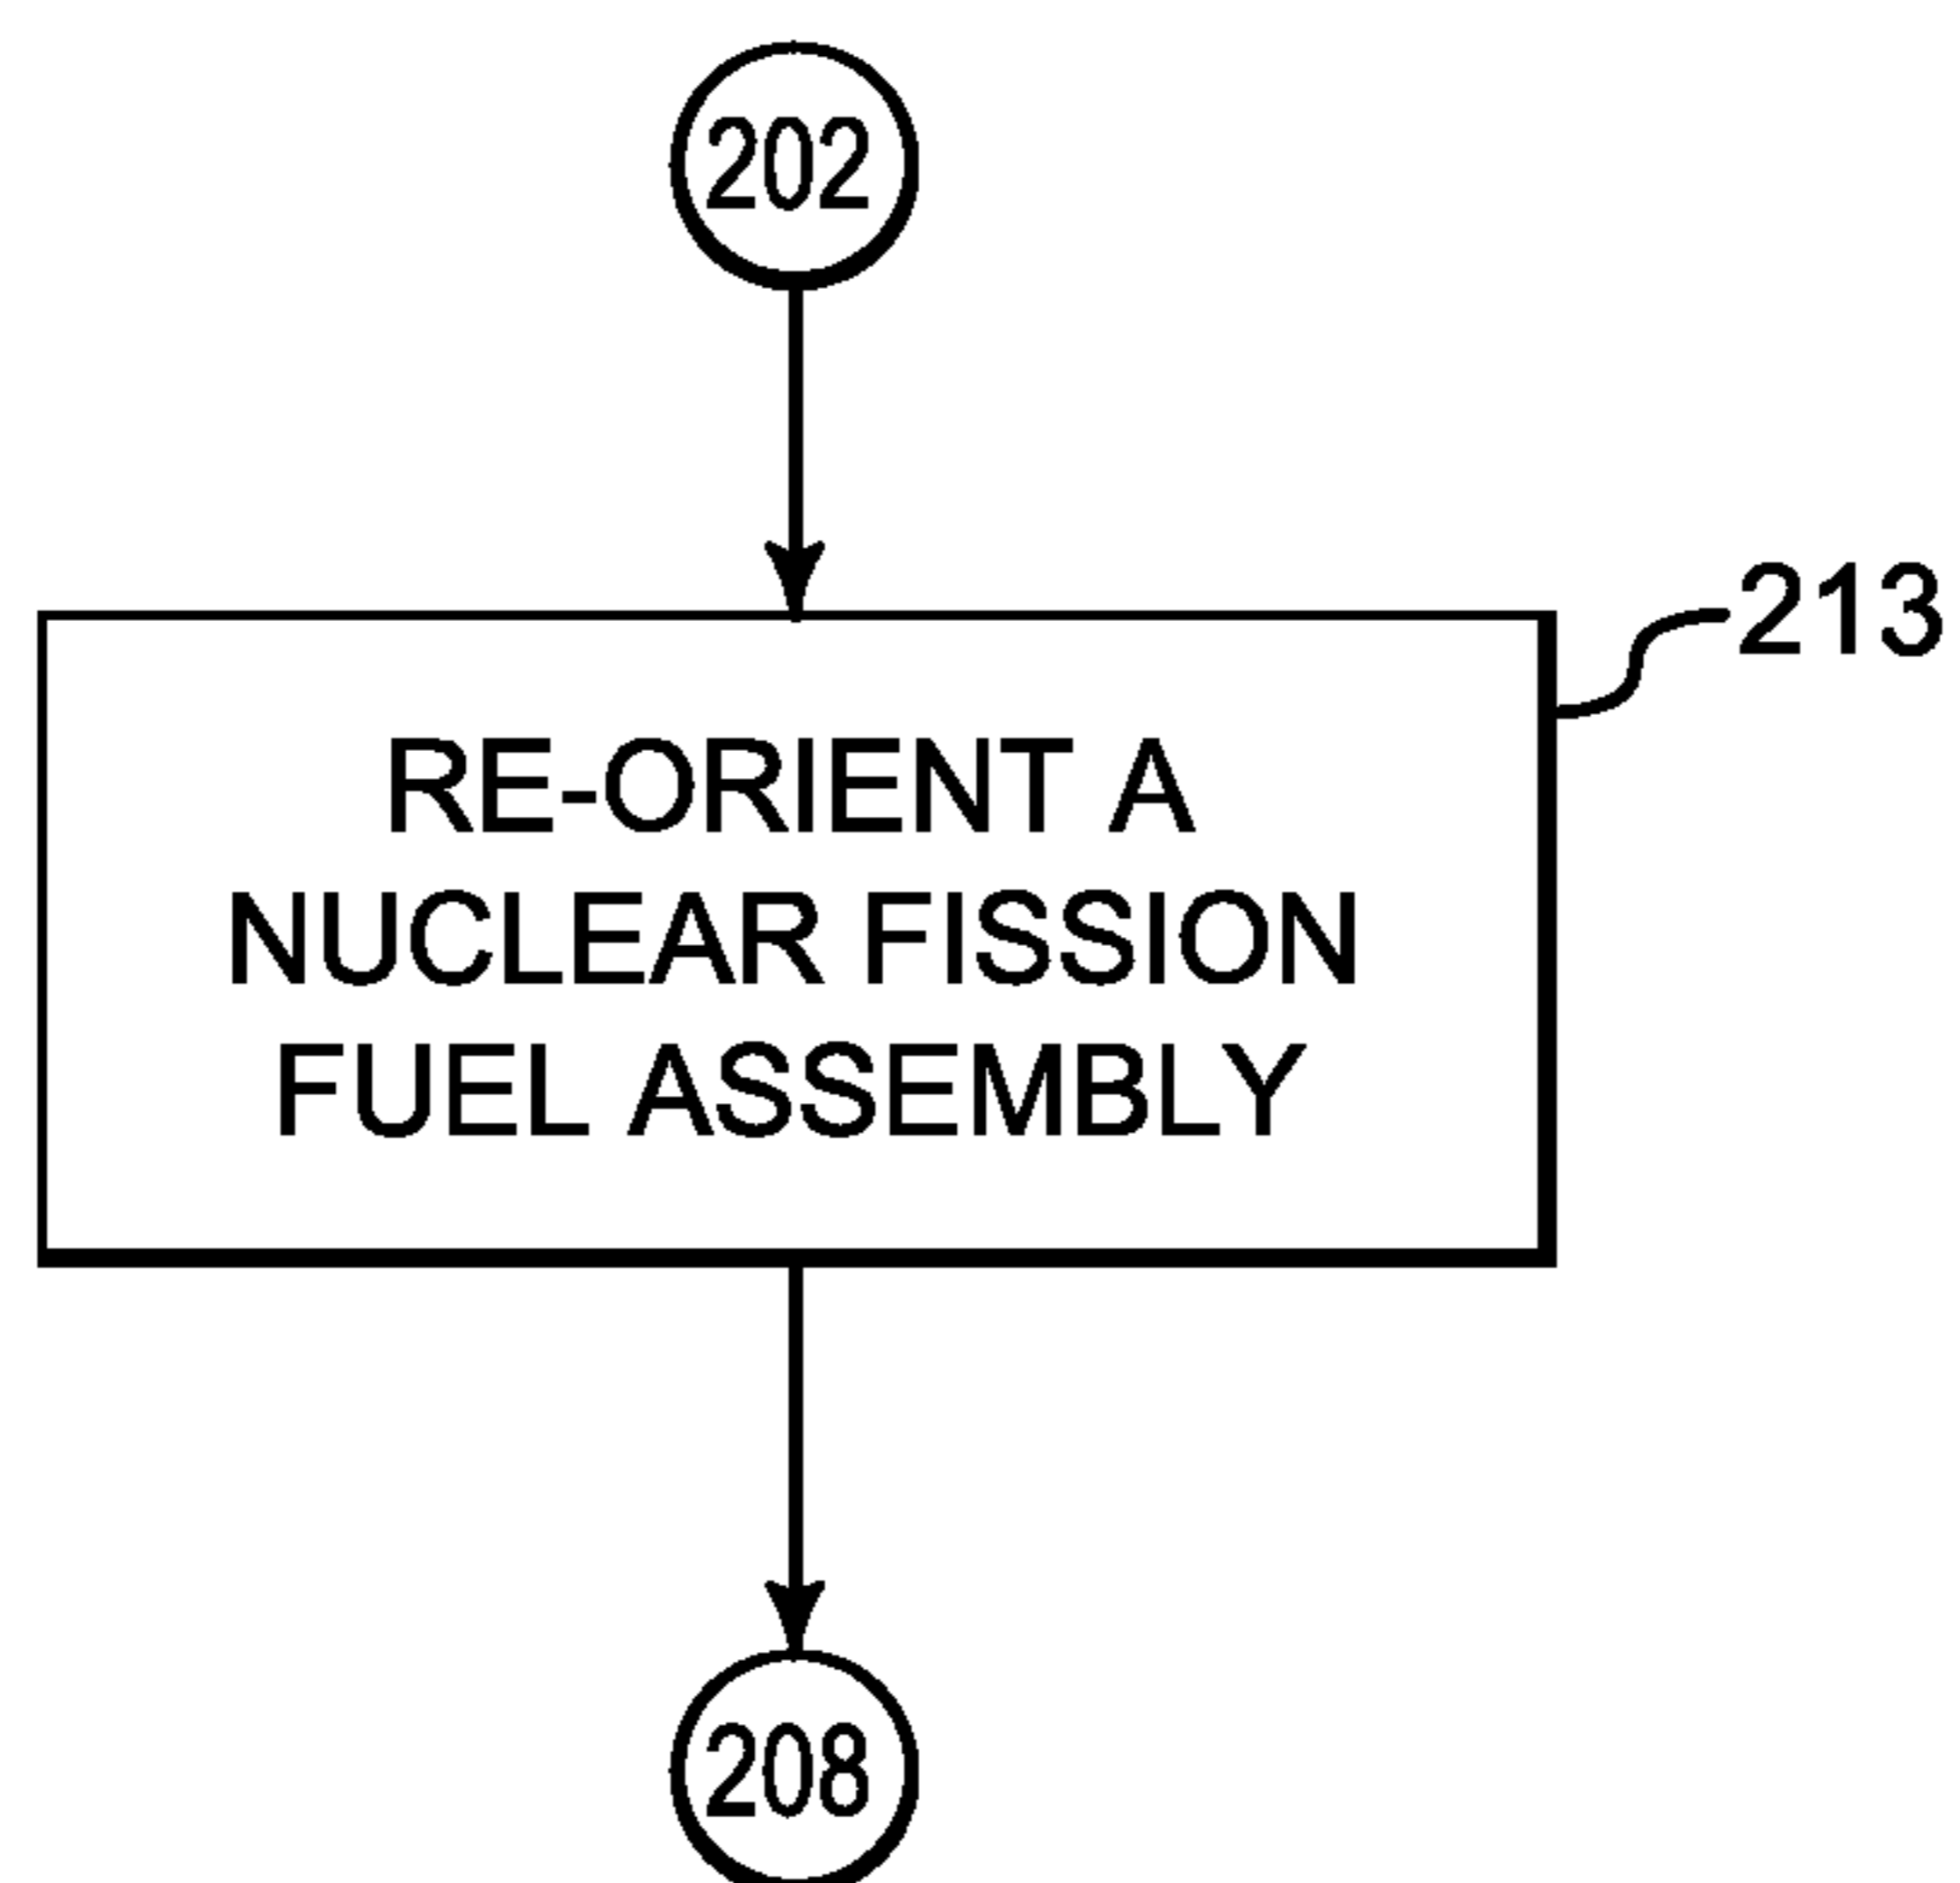 202
213
RE-ORIENT A
NUCLEAR FISSION
FUEL ASSEMBLY
208